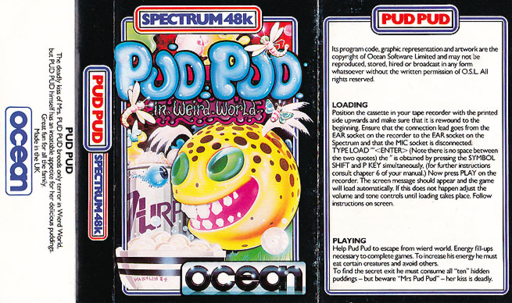 The deadly kiss of Mrs. PUD PUD breeds only terror in Wierd World,
but PUD PUD himself has an insatiable appetite for her delicious puddings.
Great fun for all the family.
Made in the U.K.
PUD PUD
ocean
PUD PUD
SPECTRUM 48k
ocean
SPECTRUM 48k
PUD PUD
in Weird World
ocean
PUD PUD
Its program code, graphic representation and artwork are the
copyright of Ocean Software Limited and may not be
reproduced, stored, hired or broadcast in any form
whatsoever without the written permission of O.S.L. All
rights reserved.
LOADING
Position the cassette in your tape recorder with the printed
side upwards and make sure that it is rewound to the
beginning. Ensure that the connection lead goes from the
EAR socket on the recorder to the EAR socket on the
Spectrum and that the MIC socket is disconnected.
TYPE LOAD "" <ENTER> (Note there is no space between
the two quotes) the " is obtained by pressing the SYMBOL
SHIFT and P KEY simultaneously, (for further instructions
consult chapter 6 of your manual.) Now press PLAY on the
recorder. The screen message should appear and the game
will load automatically. If this does not happen adjust the
volume and tone controls until loading takes place. Follow
instructions on screen.
PLAYING
Help Pud Pud to escape from wierd world. Energy fill-ups
necessary to complete games. To increase his energy he must
eat certain creatures and avoid others.
To find the secret exit he must consume all "ten" hidden
puddings – but beware "Mrs Pud Pud" – her kiss is deadly.